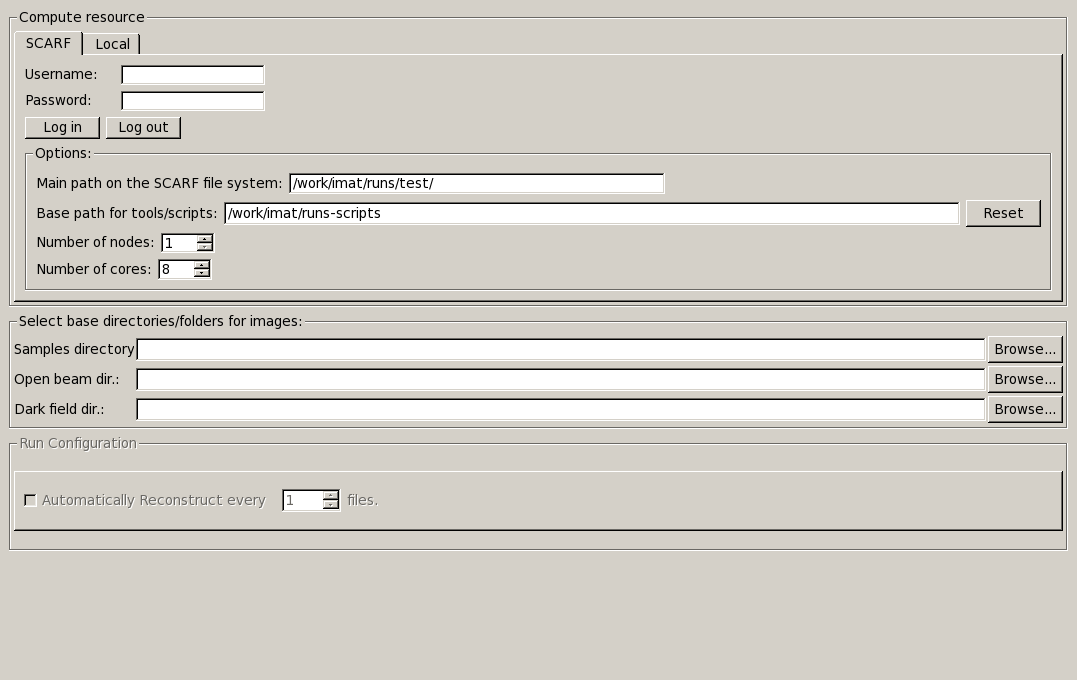 Compute resource
SCARF Local
Username:
Password:
Log in Log out
Options:
Main path on the SCARF file system: /work/imat/runs/test/
Base path for tools/scripts: /work/imat/runs-scripts Reset
Number of nodes: 1
Number of cores: 8
Select base directories/folders for images:
Samples directory Browse...
Open beam dir.: Browse...
Dark field dir.: Browse...
Run Configuration
Automatically Reconstruct every 1 files.